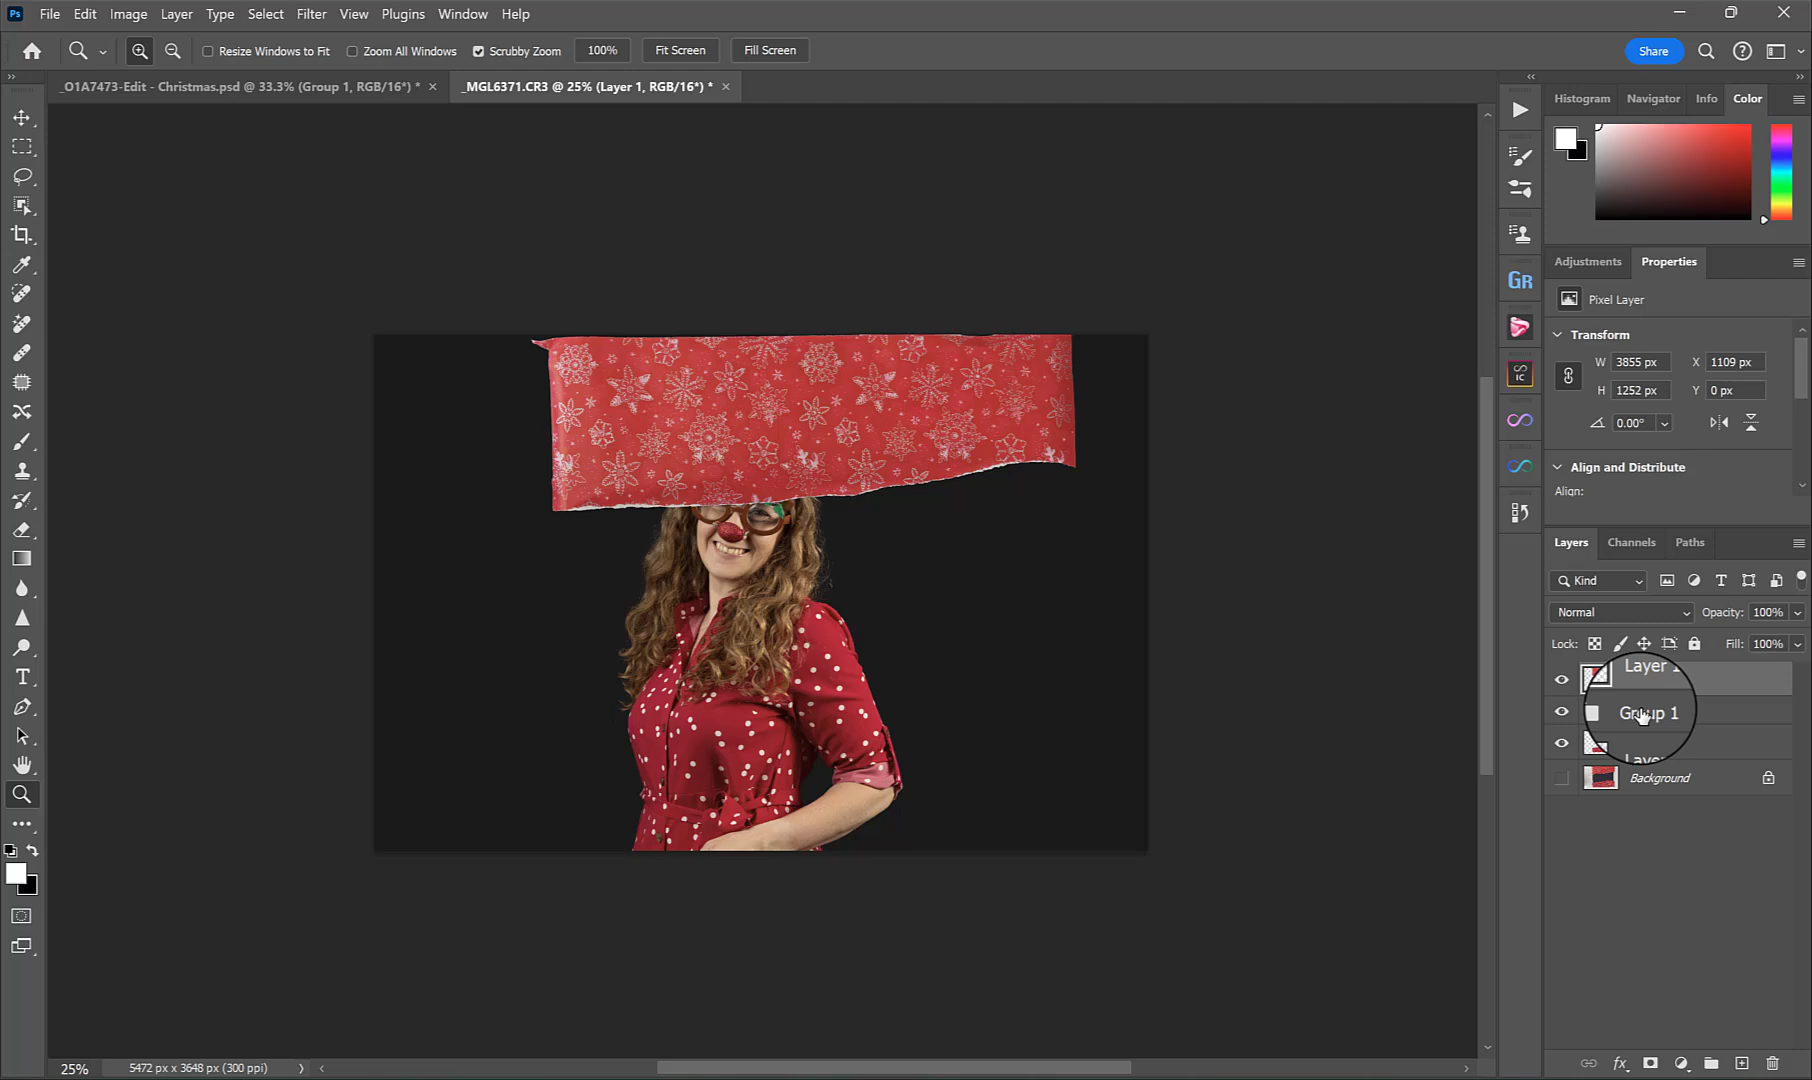 Ps File Edit Image Layer Type Select Filter View Plugins Window Help
Resize Windows to Fit Zoom All Windows Scrubby Zoom 100% Fit Screen Fill Screen Share
_O1A7473-Edit - Christmas.psd @ 33.3% (Group 1, RGB/16*) * _MGL6371.CR3 @ 25% (Layer 1, RGB/16*) *
Histogram Navigator Info Color
Adjustments Properties
Gr
Pixel Layer
Transform
W 3855 px X 1109 px
IC
H 1252 px Y 0 px
0.00°
Align and Distribute
Align:
Layers Channels Paths
Kind
Normal Opacity: 100%
Lock: Fill: 100%
Layer 1
Group 1
Background
25% 5472 px x 3648 px (300 ppi)
fx